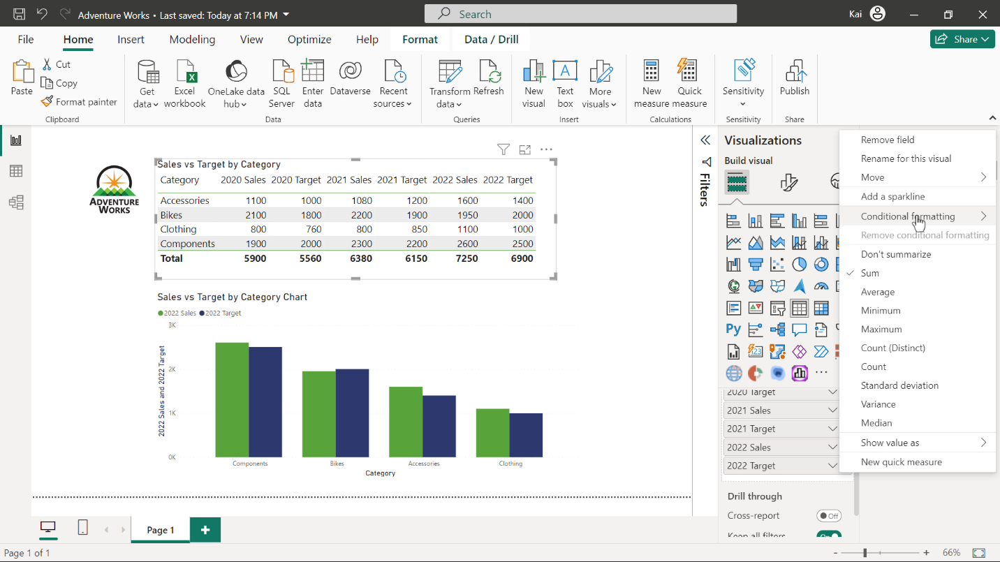 Adventure Works • Last saved: Today at 7:14 PM
Search
Kai
File
Home
Insert
Modeling
View
Optimize
Help
Format
Data / Drill
Share
Paste
Cut
Copy
Format painter
Clipboard
Get
data
Excel
workbook
OneLake data
hub
SQL
Server
Enter
data
Dataverse
Recent
sources
Data
Transform
data
Refresh
Queries
New
visual
A
Text
box
More
visuals
Insert
New
measure
Quick
measure
Calculations
Sensitivity
Sensitivity
Publish
Share
ADVENTURE
WORKS
Sales vs Target by Category
Category 2020 Sales 2020 Target 2021 Sales 2021 Target 2022 Sales 2022 Target
Accessories 1100 1000 1080 1200 1600 1400
Bikes 2100 1800 2200 1900 1950 2000
Clothing 800 760 800 850 1100 1000
Components 1900 2000 2300 2200 2600 2500
Total 5900 5560 6380 6150 7250 6900
Sales vs Target by Category Chart
2022 Sales 2022 Target
3K
2K
1K
0K
2022 Sales and 2022 Target
Components Bikes Accessories Clothing
Category
Filters
Visualizations
Build visual
123
Py
2020 Target
2021 Sales
2021 Target
2022 Sales
2022 Target
Drill through
Cross-report
Off
Keep all filters
On
Remove field
Rename for this visual
Move
Add a sparkline
Conditional formatting
Remove conditional formatting
Don't summarize
Sum
Average
Minimum
Maximum
Count (Distinct)
Count
Standard deviation
Variance
Median
Show value as
New quick measure
Page 1
Page 1 of 1
- + 66%